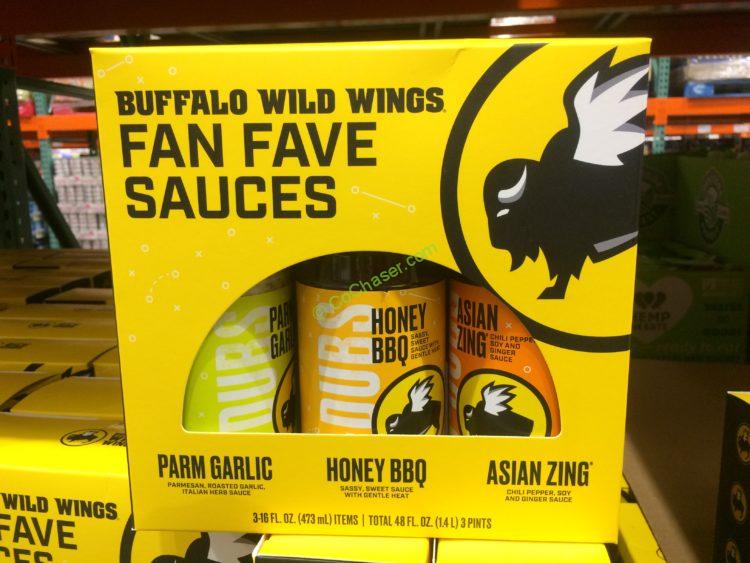 BUFFALO WILD WINGS
FAN FAVE
SAUCES
@CoChaser.com
PARM
GARLIC
HONEY
BBQ
SASSY,
SWEET
SAUCE WITH
GENTLE HEAT
ASIAN
ZING
CHILI PEPPER,
SOY AND
GINGER
SAUCE
PARM GARLIC
PARMESAN, ROASTED GARLIC,
ITALIAN HERB SAUCE
HONEY BBQ
SASSY, SWEET SAUCE
WITH GENTLE HEAT
ASIAN ZING®
CHILI PEPPER, SOY
AND GINGER SAUCE
3-16 FL. OZ. (473 mL) ITEMS | TOTAL 48 FL. OZ. (1.4 L) 3 PINTS
WILD WINGS
FAVE
CES
HEMP